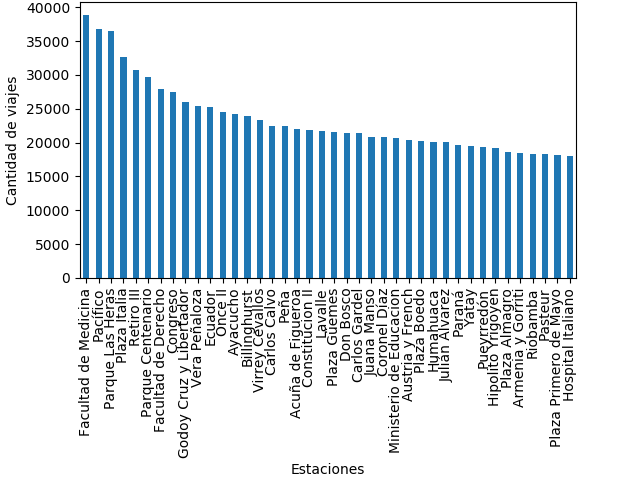 40000
35000
30000
25000
20000
15000
10000
5000
0
Cantidad de viajes
Facultad de Medicina
Pacífico
Parque Las Heras
Plaza Italia
Retiro III
Parque Centenario
Facultad de Derecho
Congreso
Godoy Cruz y Libertador
Vera Peñaloza
Ecuador
Once II
Ayacucho
Billinghurst
Virrey Cevallos
Carlos Calvo
Peña
Acuña de Figueroa
Constitucion II
Lavalle
Plaza Guemes
Don Bosco
Carlos Gardel
Juana Manso
Coronel Diaz
Ministerio de Educacion
Austria y French
Plaza Boedo
Humahuaca
Julian Alvarez
Paraná
Yatay
Pueyrredón
Hipolito Yrigoyen
Plaza Almagro
Armenia y Gorriti
Riobamba
Pasteur
Plaza Primero de Mayo
Hospital Italiano
Estaciones